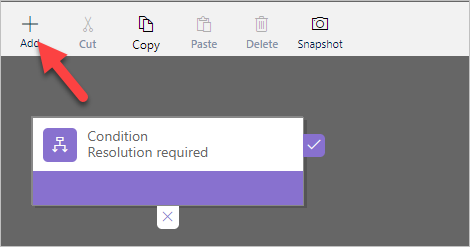 Add
Cut
Copy
Paste
Delete
Snapshot
Condition
Resolution required